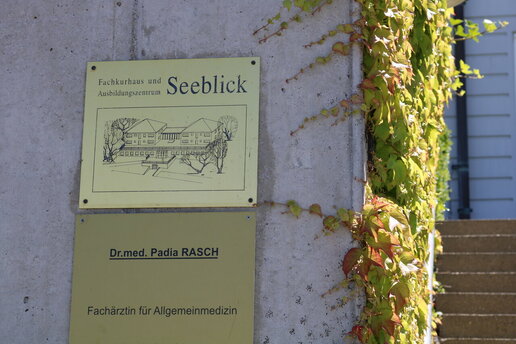 Fachkurhaus und
Ausbildungszentrum Seeblick
Dr.med. Padia RASCH
Fachärztin für Allgemeinmedizin